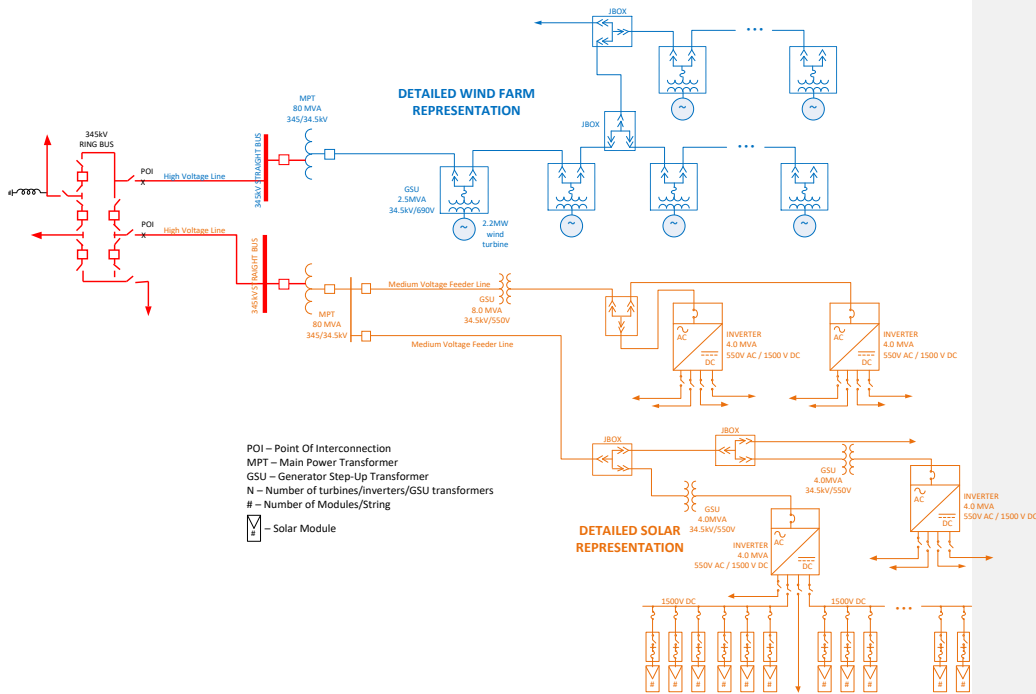 JBOX
DETAILED WIND FARM
REPRESENTATION
MPT
80 MVA
345/34.5kV
JBOX
345kV
RING BUS
POI
X
High Voltage Line
345kV STRAIGHT BUS
GSU
2.5MVA
34.5kV/690V
2.2MW
wind
turbine
~
~
~
~
~
~
POI
X
High Voltage Line
345kV STRAIGHT BUS
MPT
80 MVA
345/34.5kV
Medium Voltage Feeder Line
GSU
8.0 MVA
34.5kV/550V
Medium Voltage Feeder Line
AC
DC
INVERTER
4.0 MVA
550V AC / 1500 V DC
AC
DC
INVERTER
4.0 MVA
550V AC / 1500 V DC
JBOX
JBOX
GSU
4.0MVA
34.5kV/550V
AC
DC
INVERTER
4.0 MVA
550V AC / 1500 V DC
GSU
4.0MVA
34.5kV/550V
AC
DC
INVERTER
4.0 MVA
550V AC / 1500 V DC
DETAILED SOLAR
REPRESENTATION
POI – Point Of Interconnection
MPT – Main Power Transformer
GSU – Generator Step-Up Transformer
N – Number of turbines/inverters/GSU transformers
# – Number of Modules/String
# – Solar Module
1500V DC
1500V DC
# # # # # # # # # # #